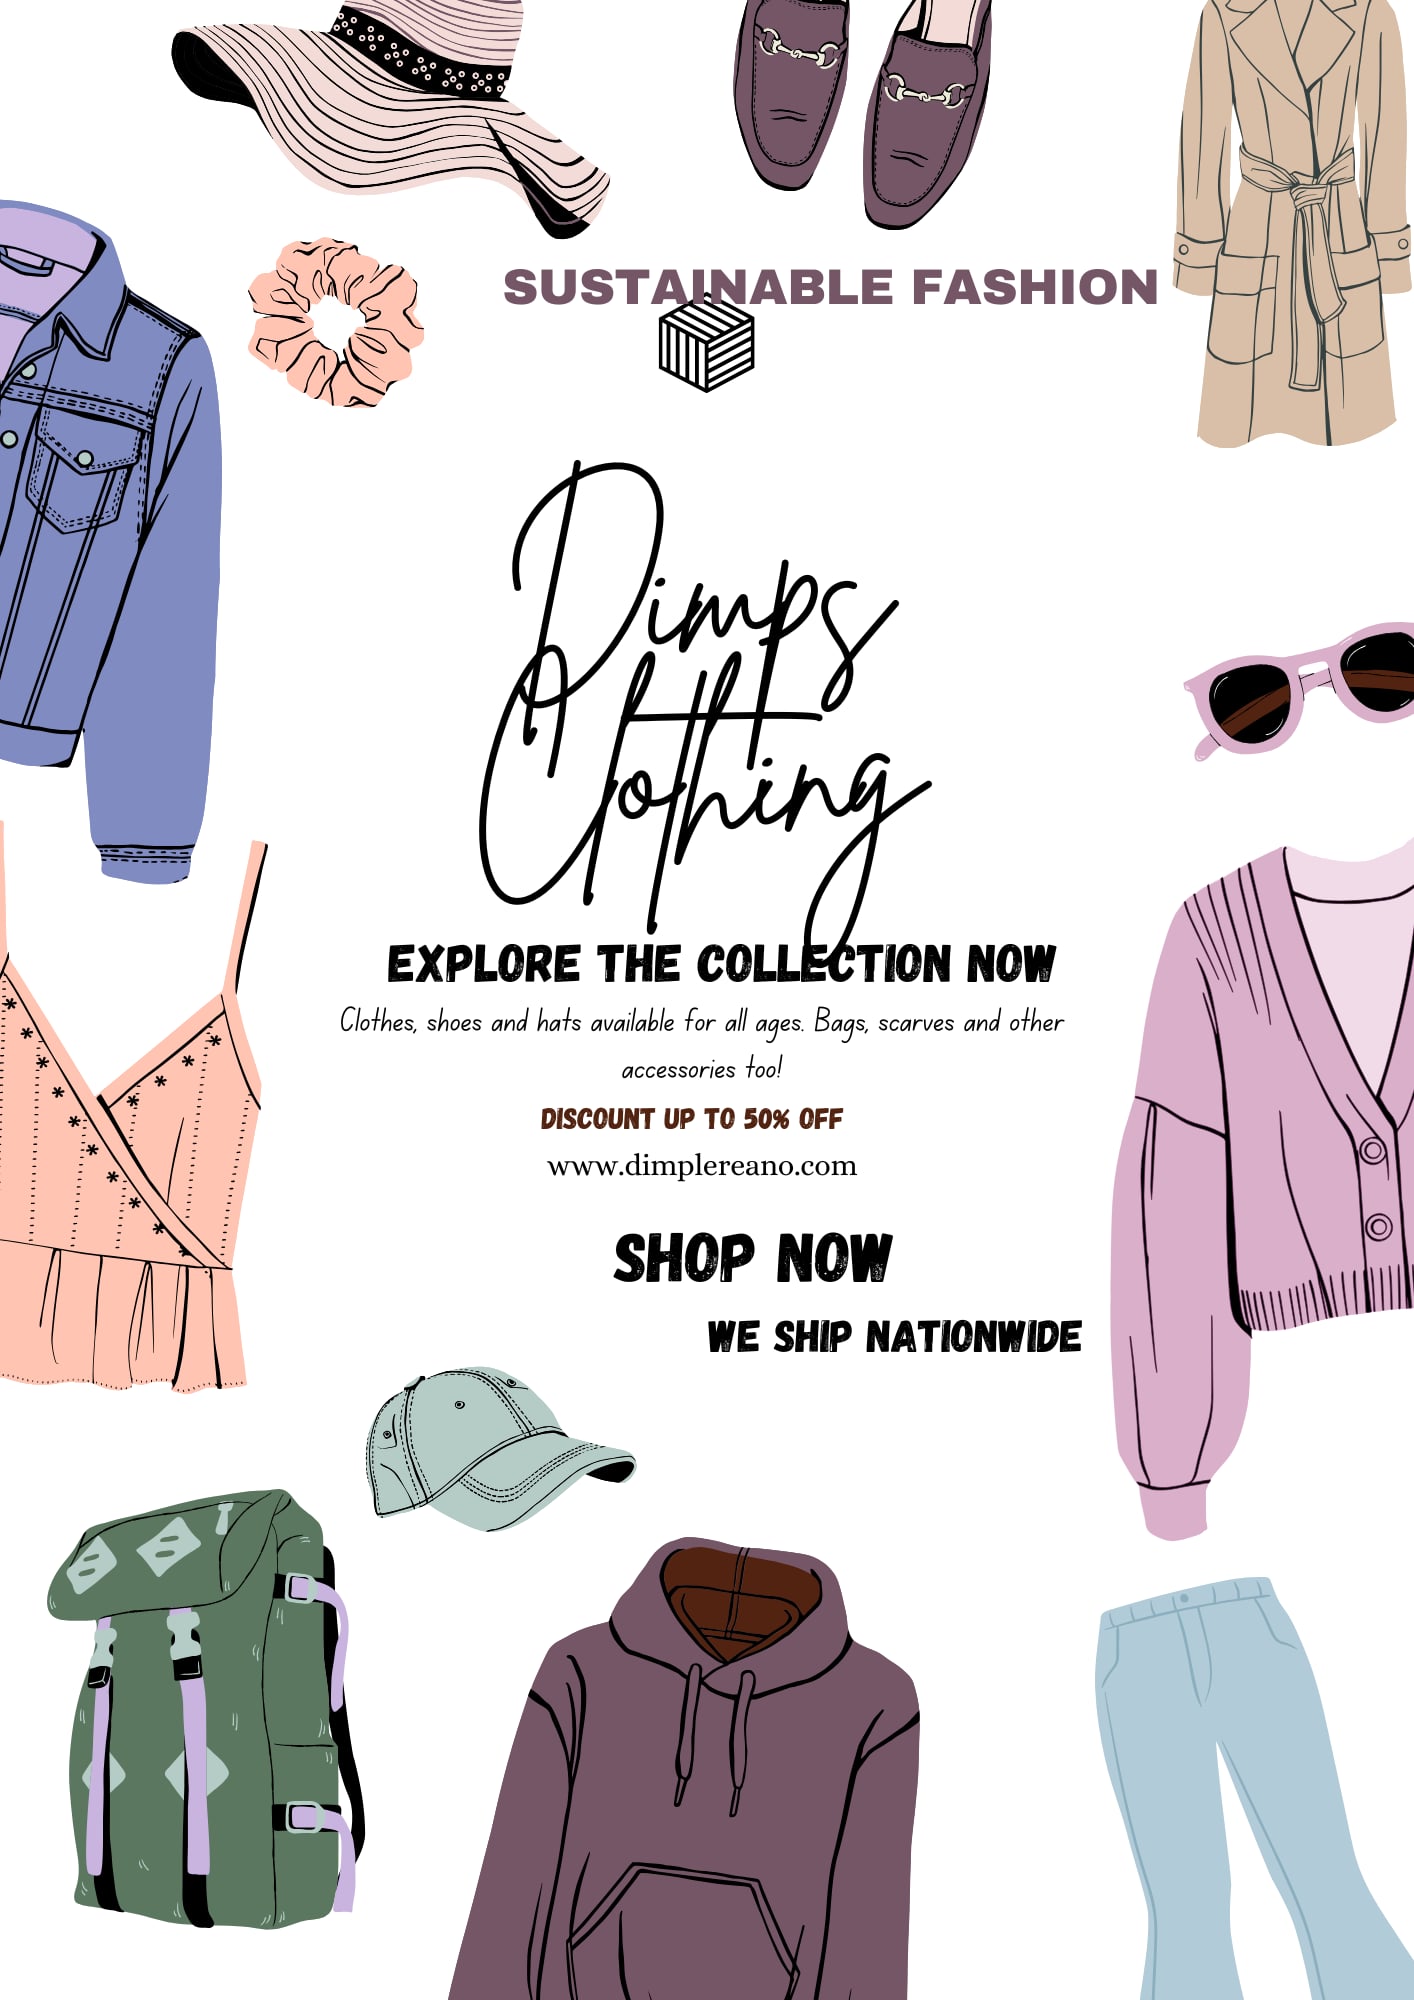 SUSTAINABLE FASHION
Dimps
Clothing
EXPLORE THE COLLECTION NOW
Clothes, shoes and hats available for all ages. Bags, scarves and other
accessories too!
DISCOUNT UP TO 50% OFF
www.dimplereano.com
SHOP NOW
WE SHIP NATIONWIDE